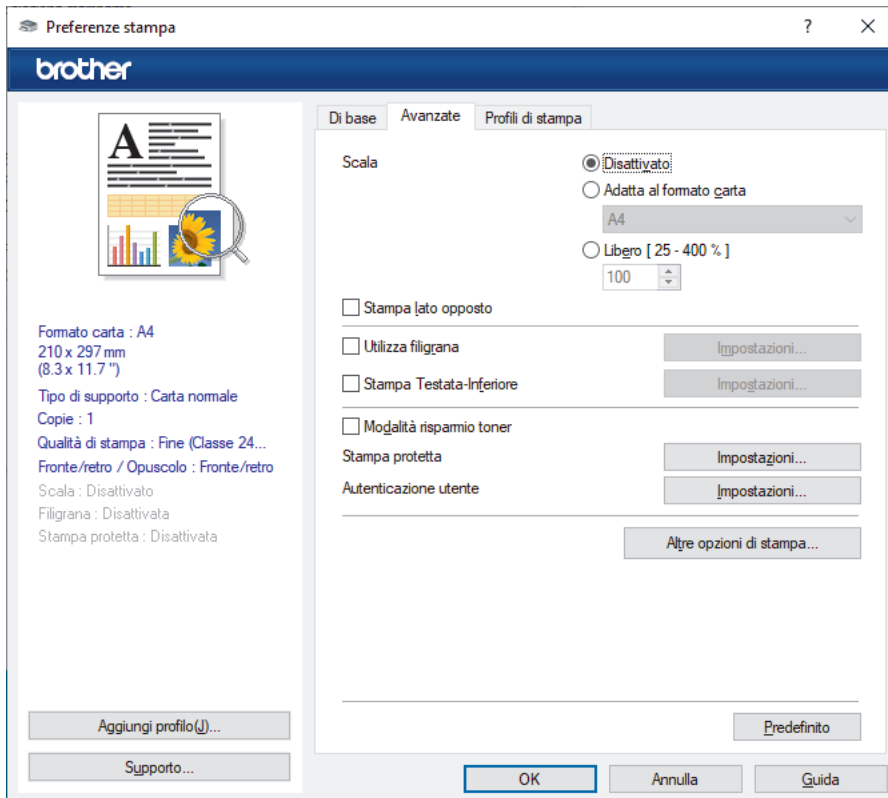 Preferenze stampa
brother
A
Formato carta : A4
210 x 297 mm
(8.3 x 11.7 ")
Tipo di supporto : Carta normale
Copie : 1
Qualità di stampa : Fine (Classe 24...
Fronte/retro / Opuscolo : Fronte/retro
Scala : Disattivato
Filigrana : Disattivata
Stampa protetta : Disattivata
Aggiungi profilo(J)...
Supporto...
Di base Avanzate Profili di stampa
Scala
Disattivato
Adatta al formato carta
A4
Libero [ 25 - 400 % ]
100
Stampa lato opposto
Utilizza filigrana Impostazioni...
Stampa Testata-Inferiore Impostazioni...
Modalità risparmio toner
Stampa protetta Impostazioni...
Autenticazione utente Impostazioni...
Altre opzioni di stampa...
Predefinito
OK Annulla Guida